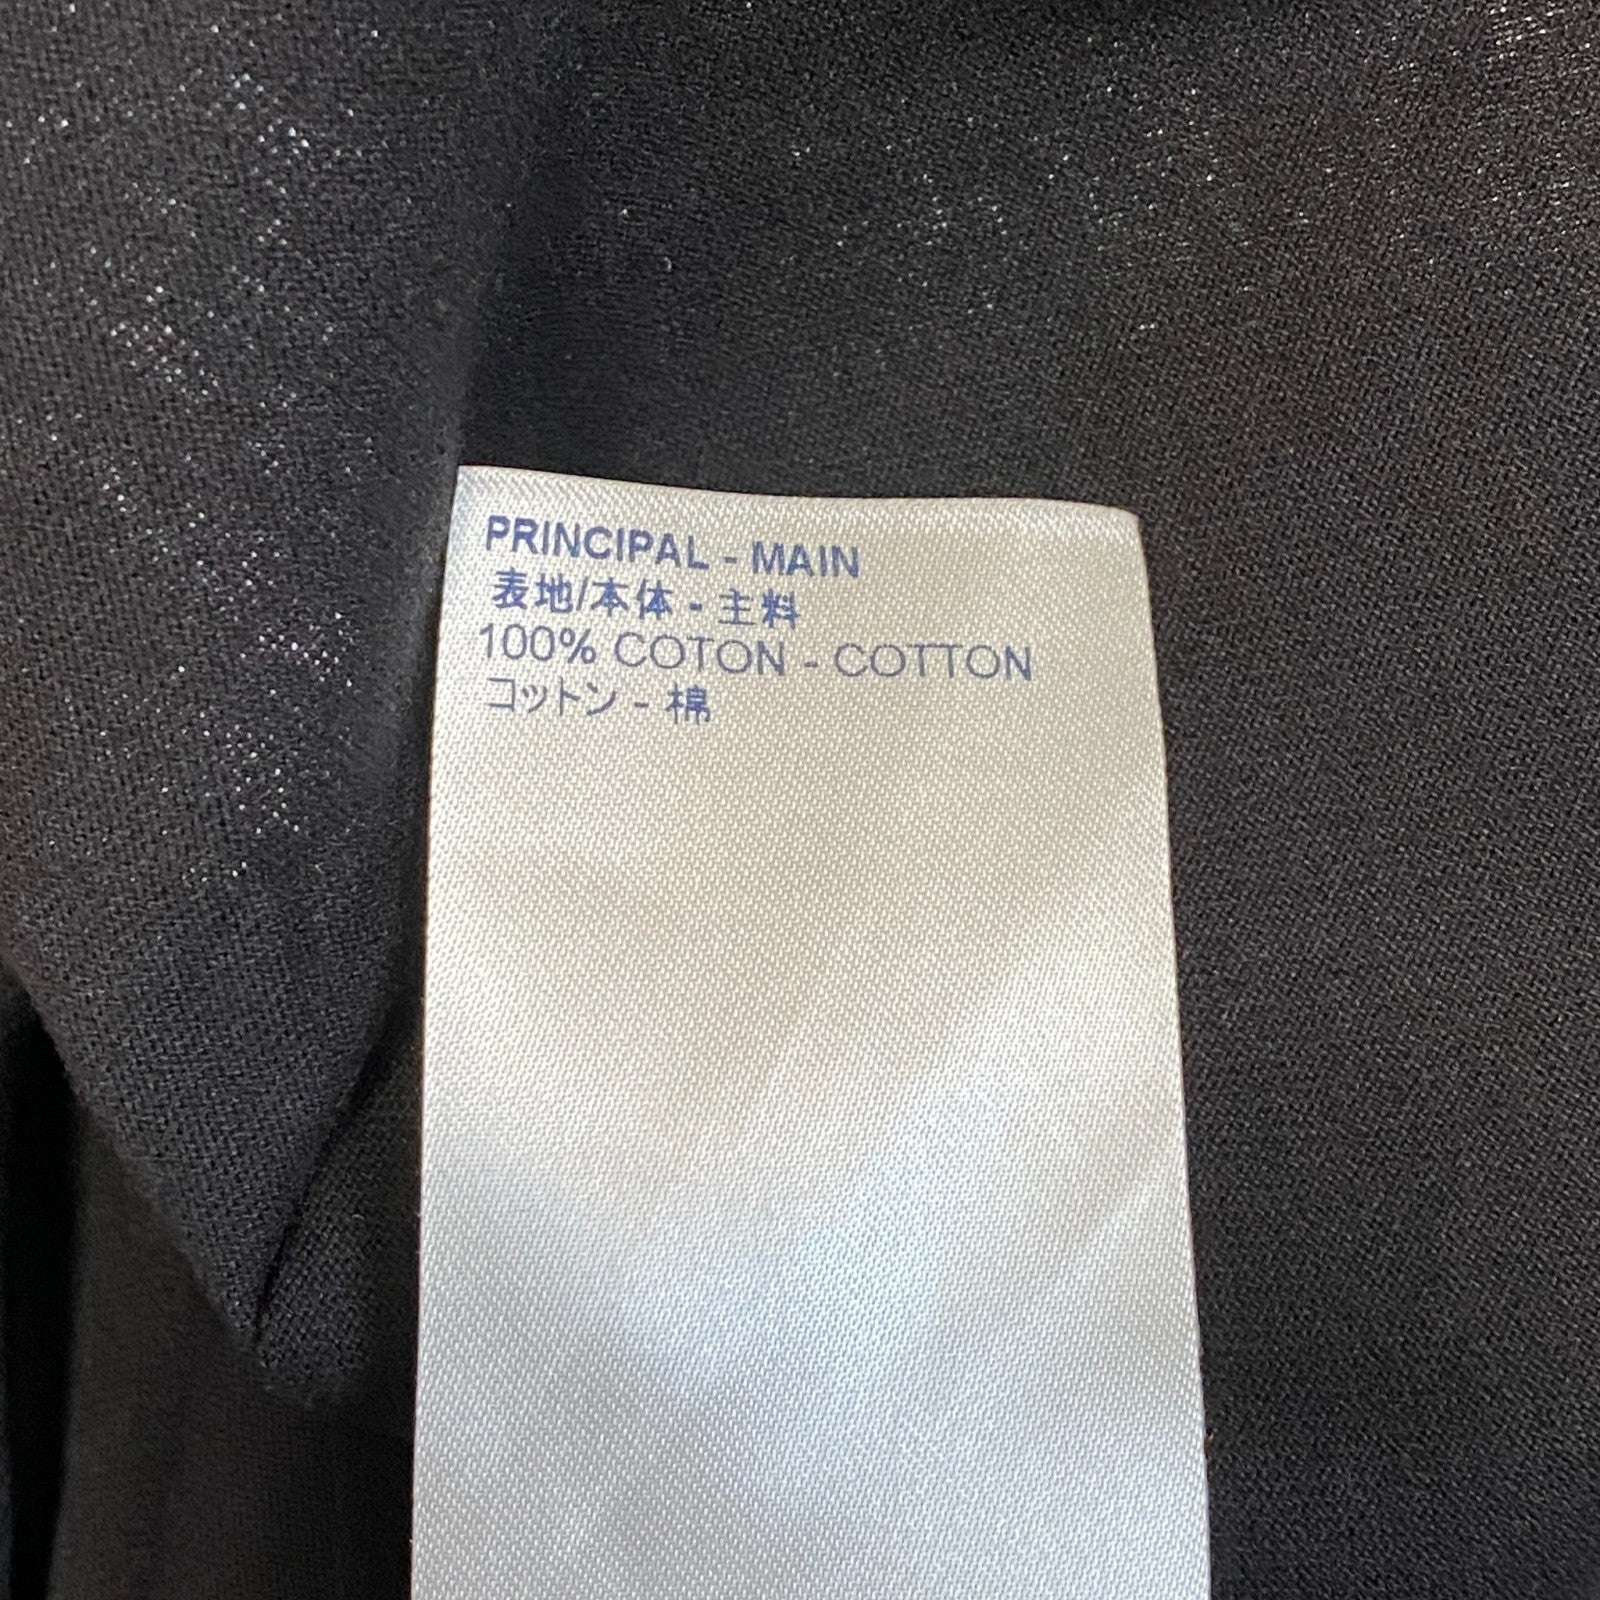 PRINCIPAL - MAIN
表地/本体 - 主料
100% COTON - COTTON
コットン - 棉